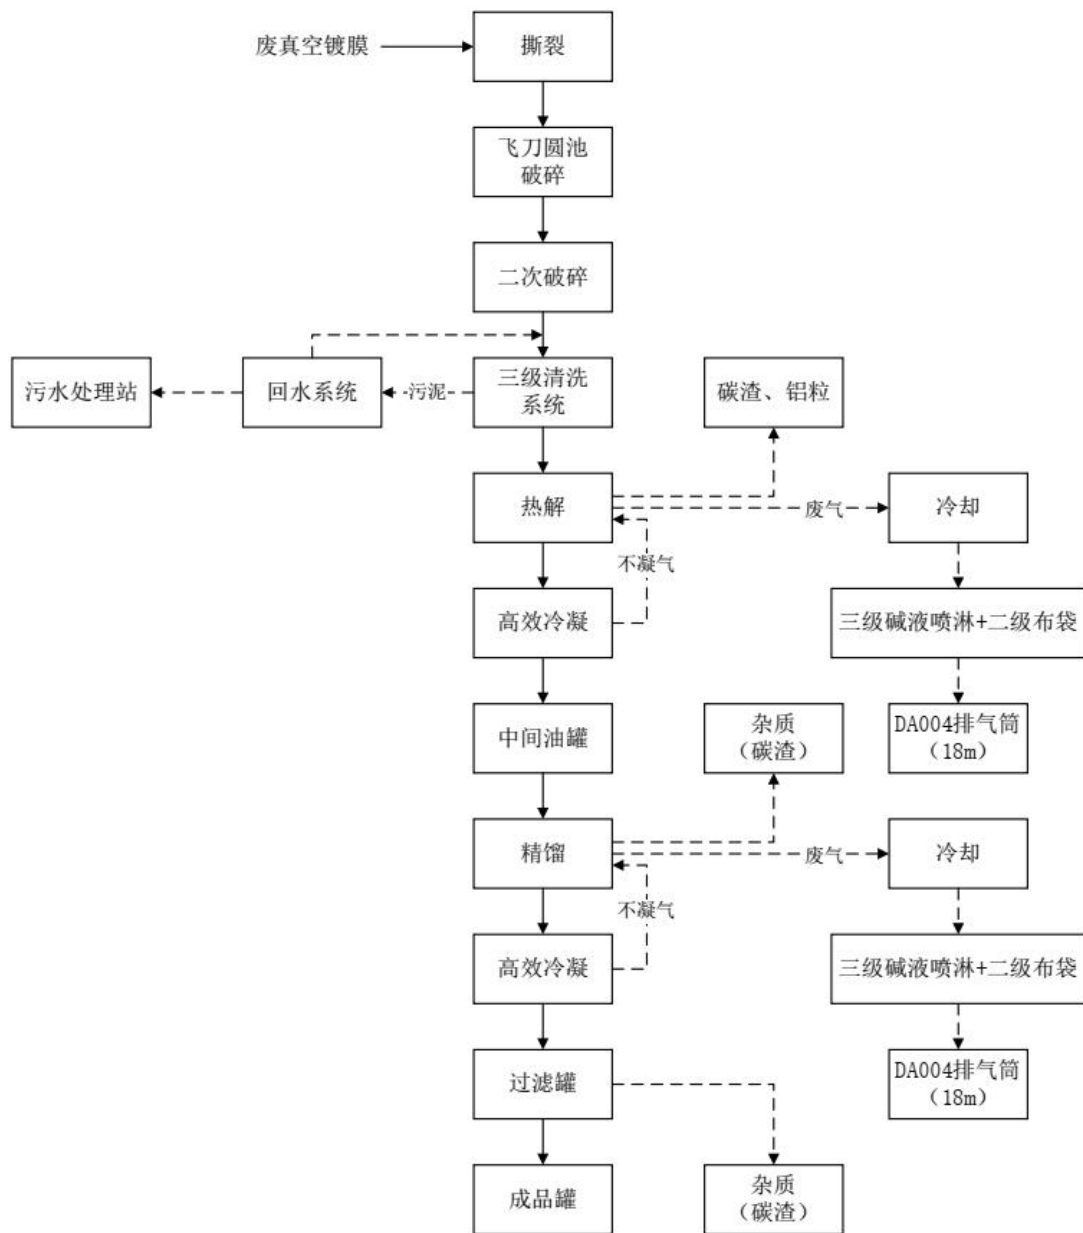 废真空镀膜
撕裂
飞刀圆池
破碎
二次破碎
污水处理站
回水系统
污泥
三级清洗
系统
碳渣、铝粒
热解
废气
冷却
不凝气
高效冷凝
三级碱液喷淋+二级布袋
中间油罐
杂质
（碳渣）
DA004排气筒
（18m）
精馏
废气
冷却
不凝气
高效冷凝
三级碱液喷淋+二级布袋
过滤罐
DA004排气筒
（18m）
成品罐
杂质
（碳渣）